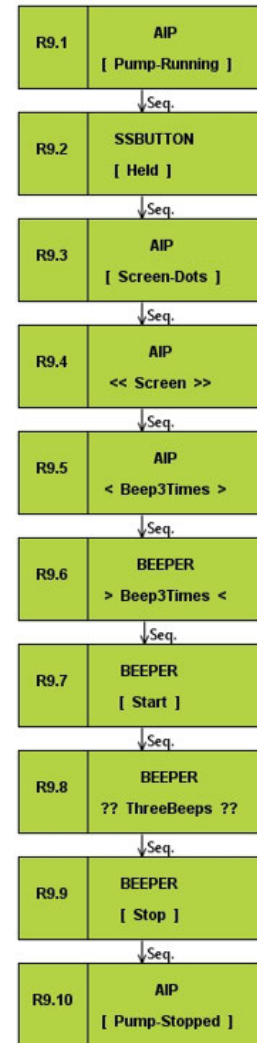 R9.1
AIP
[ Pump-Running ]
Seq.
R9.2
SSBUTTON
[ Held ]
Seq.
R9.3
AIP
[ Screen-Dots ]
Seq.
R9.4
AIP
<< Screen >>
Seq.
R9.5
AIP
< Beep3Times >
Seq.
R9.6
BEEPER
> Beep3Times <
Seq.
R9.7
BEEPER
[ Start ]
Seq.
R9.8
BEEPER
?? ThreeBeeps ??
Seq.
R9.9
BEEPER
[ Stop ]
Seq.
R9.10
AIP
[ Pump-Stopped ]